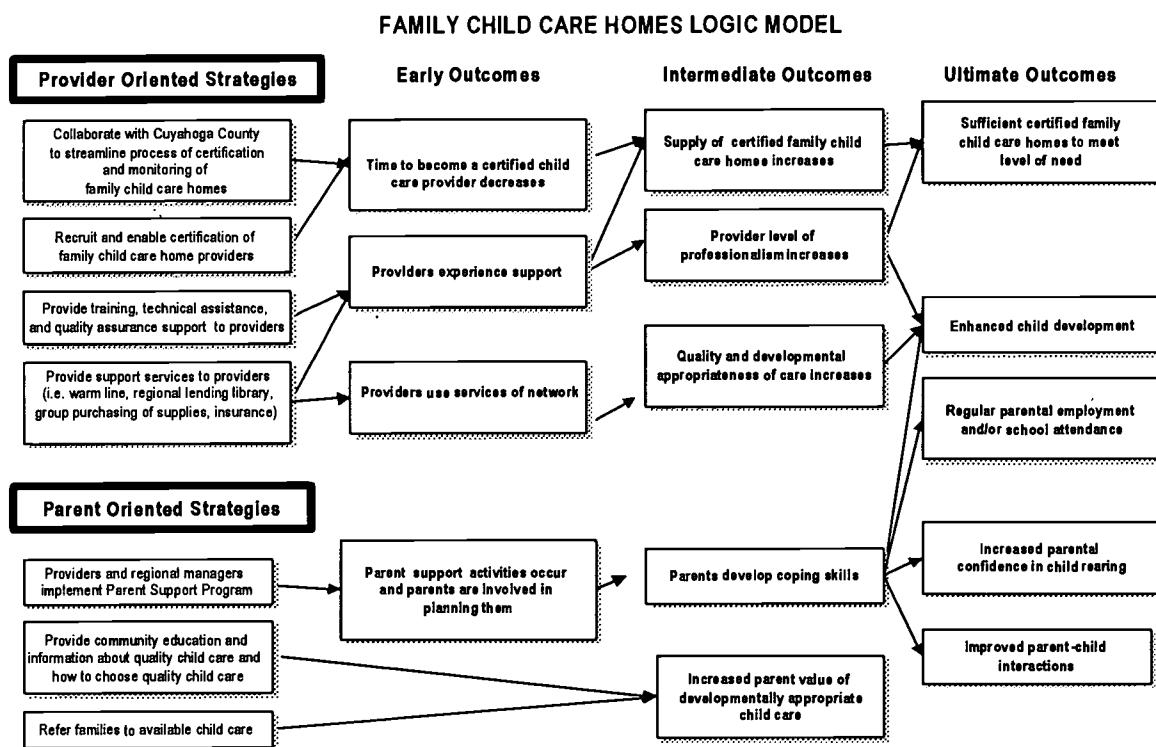 FAMILY CHILD CARE HOMES LOGIC MODEL
Provider Oriented Strategies
Early Outcomes
Intermediate Outcomes
Ultimate Outcomes
Collaborate with Cuyahoga County
to streamline process of certification
and monitoring of
family child care homes
Time to become a certified child
care provider decreases
Supply of certified family child
care homes increases
Sufficient certified family
child care homes to meet
level of need
Recruit and enable certification of
family child care home providers
Providers experience support
Provider level of
professionalism increases
Provide training, technical assistance,
and quality assurance support to providers
Enhanced child development
Provide support services to providers
(i.e. warm line, regional lending library,
group purchasing of supplies, insurance)
Providers use services of network
Quality and developmental
appropriateness of care increases
Regular parental employment
and/or school attendance
Parent Oriented Strategies
Providers and regional managers
implement Parent Support Program
Parent support activities occur
and parents are involved in
planning them
Parents develop coping skills
Increased parental
confidence in child rearing
Provide community education and
information about quality child care and
how to choose quality child care
Increased parent value of
developmentally appropriate
child care
Improved parent-child
interactions
Refer families to available child care